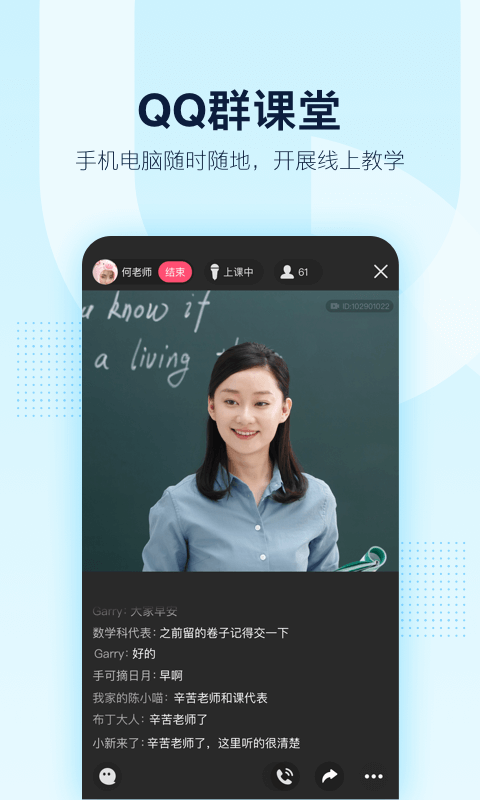 QQ群课堂
手机电脑随时随地，开展线上教学
何老师 结束 上课中 61
ID:102901022
u know if
a living th
Garry: 大家早安
数学科代表: 之前留的卷子记得交一下
Garry: 好的
手可摘日月: 早啊
我家的陈小喵: 辛苦老师和课代表
布丁大人: 辛苦老师了
小新来了: 辛苦老师了，这里听的很清楚